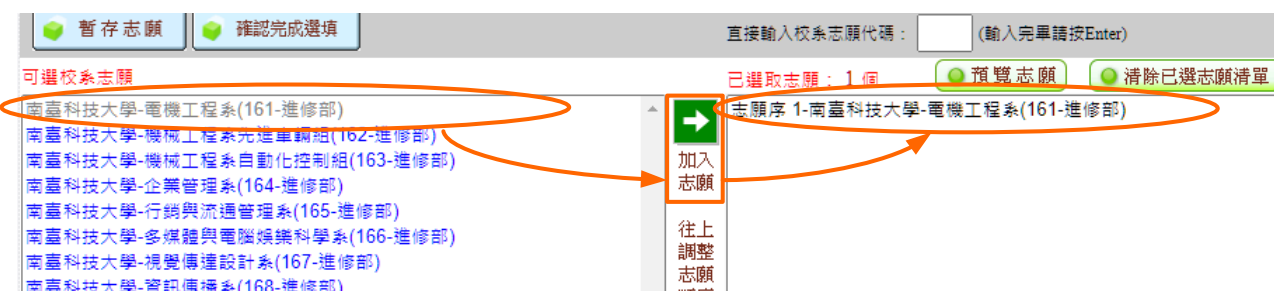 暫存志願
確認完成選填
直接輸入校系志願代碼：
(輸入完畢請按Enter)
可選校系志願
已選取志願： 1 個
預覽志願
清除已選志願清單
南臺科技大學-電機工程系(161-進修部)
南臺科技大學-機械工程系先進車輛組(162-進修部)
南臺科技大學-機械工程系自動化控制組(163-進修部)
南臺科技大學-企業管理系(164-進修部)
南臺科技大學-行銷與流通管理系(165-進修部)
南臺科技大學-多媒體與電腦娛樂科學系(166-進修部)
南臺科技大學-視覺傳達設計系(167-進修部)
南臺科技大學-資訊傳播系(168-進修部)
加入
志願
往上
調整
志願
志願序 1-南臺科技大學-電機工程系(161-進修部)